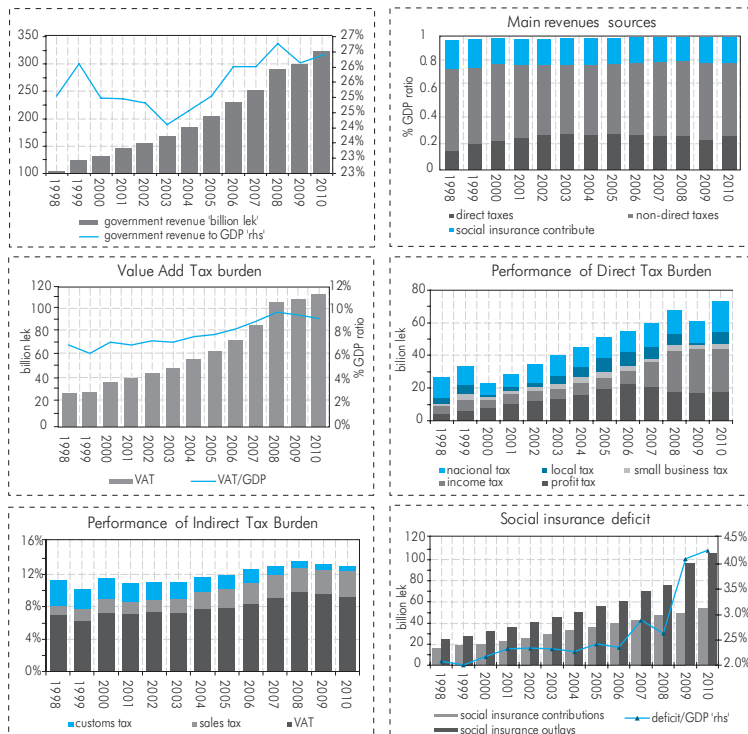 350
300
250
200
150
100
27%
27%
26%
26%
25%
25%
24%
24%
23%
23%
1998 1999 2000 2001 2002 2003 2004 2005 2006 2007 2008 2009 2010
government revenue 'billion lek'
government revenue to GDP 'rhs'
Main revenues sources
% GDP ratio
1
0.8
0.6
0.4
0.2
0
1998 1999 2000 2001 2002 2003 2004 2005 2006 2007 2008 2009 2010
direct taxes non-direct taxes
social insurance contribute
Value Add Tax burden
billion lek
120
100
80
60
40
20
0
12%
10%
8%
6%
4%
2%
0%
% GDP ratio
1998 1999 2000 2001 2002 2003 2004 2005 2006 2007 2008 2009 2010
VAT VAT/GDP
Performance of Direct Tax Burden
billion lek
80
60
40
20
0
1998 1999 2000 2001 2002 2003 2004 2005 2006 2007 2008 2009 2010
nacional tax local tax small business tax
income tax profit tax
Performance of Indirect Tax Burden
16%
12%
8%
4%
0%
1998 1999 2000 2001 2002 2003 2004 2005 2006 2007 2008 2009 2010
customs tax sales tax VAT
Social insurance deficit
billion lek
120
100
80
60
40
20
0
4.5%
4.0%
3.5%
3.0%
2.5%
2.0%
1998 1999 2000 2001 2002 2003 2004 2005 2006 2007 2008 2009 2010
social insurance contributions deficit/GDP 'rhs'
social insurance outlays